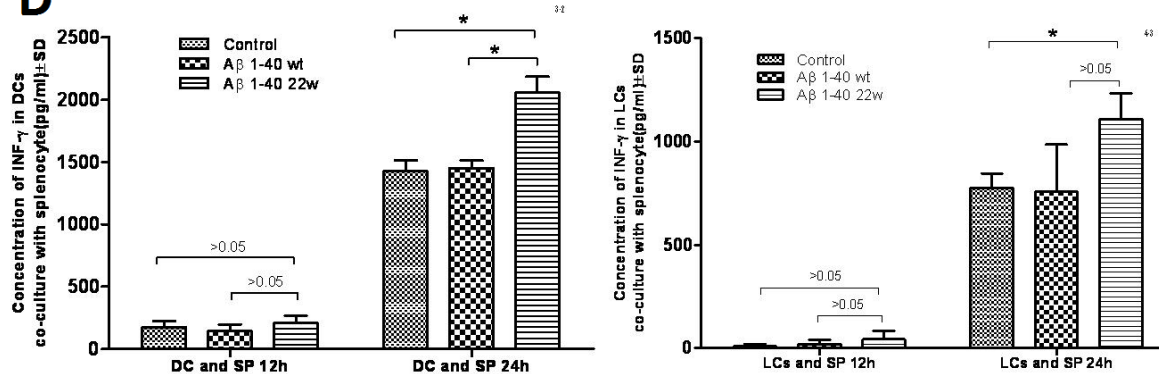 D
3-2
2500
2000
1500
1000
500
0
Concentration of INF-γ in DCs
co-culture with splenocyte(pg/ml)±SD
Control
Aβ 1-40 wt
Aβ 1-40 22w
*
*
>0.05
>0.05
DC and SP 12h
DC and SP 24h
4-3
1500
1000
500
0
Concentration of INF-γ in LCs
co-culture with splenocyte(pg/ml)±SD
Control
Aβ 1-40 wt
Aβ 1-40 22w
*
>0.05
>0.05
>0.05
LCs and SP 12h
LCs and SP 24h